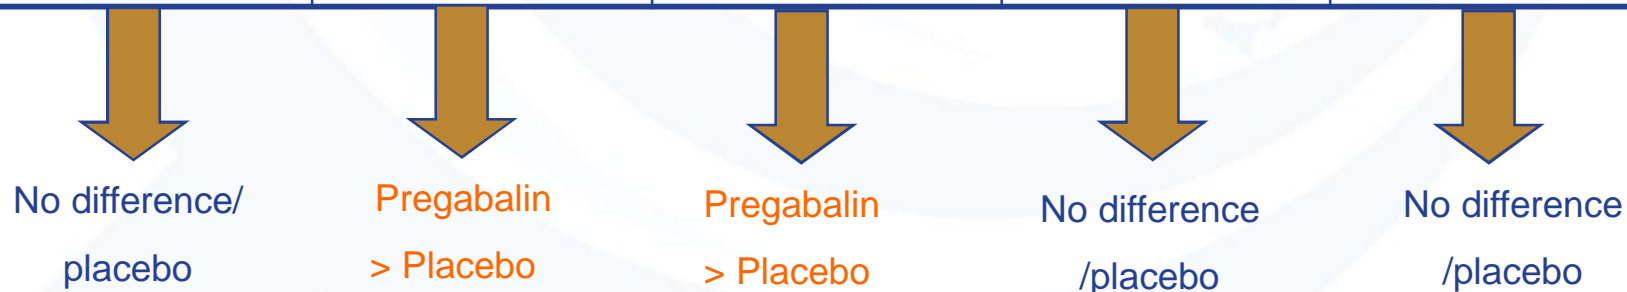 No difference/
placebo
Pregabalin
> Placebo
Pregabalin
> Placebo
No difference
/placebo
No difference
/placebo